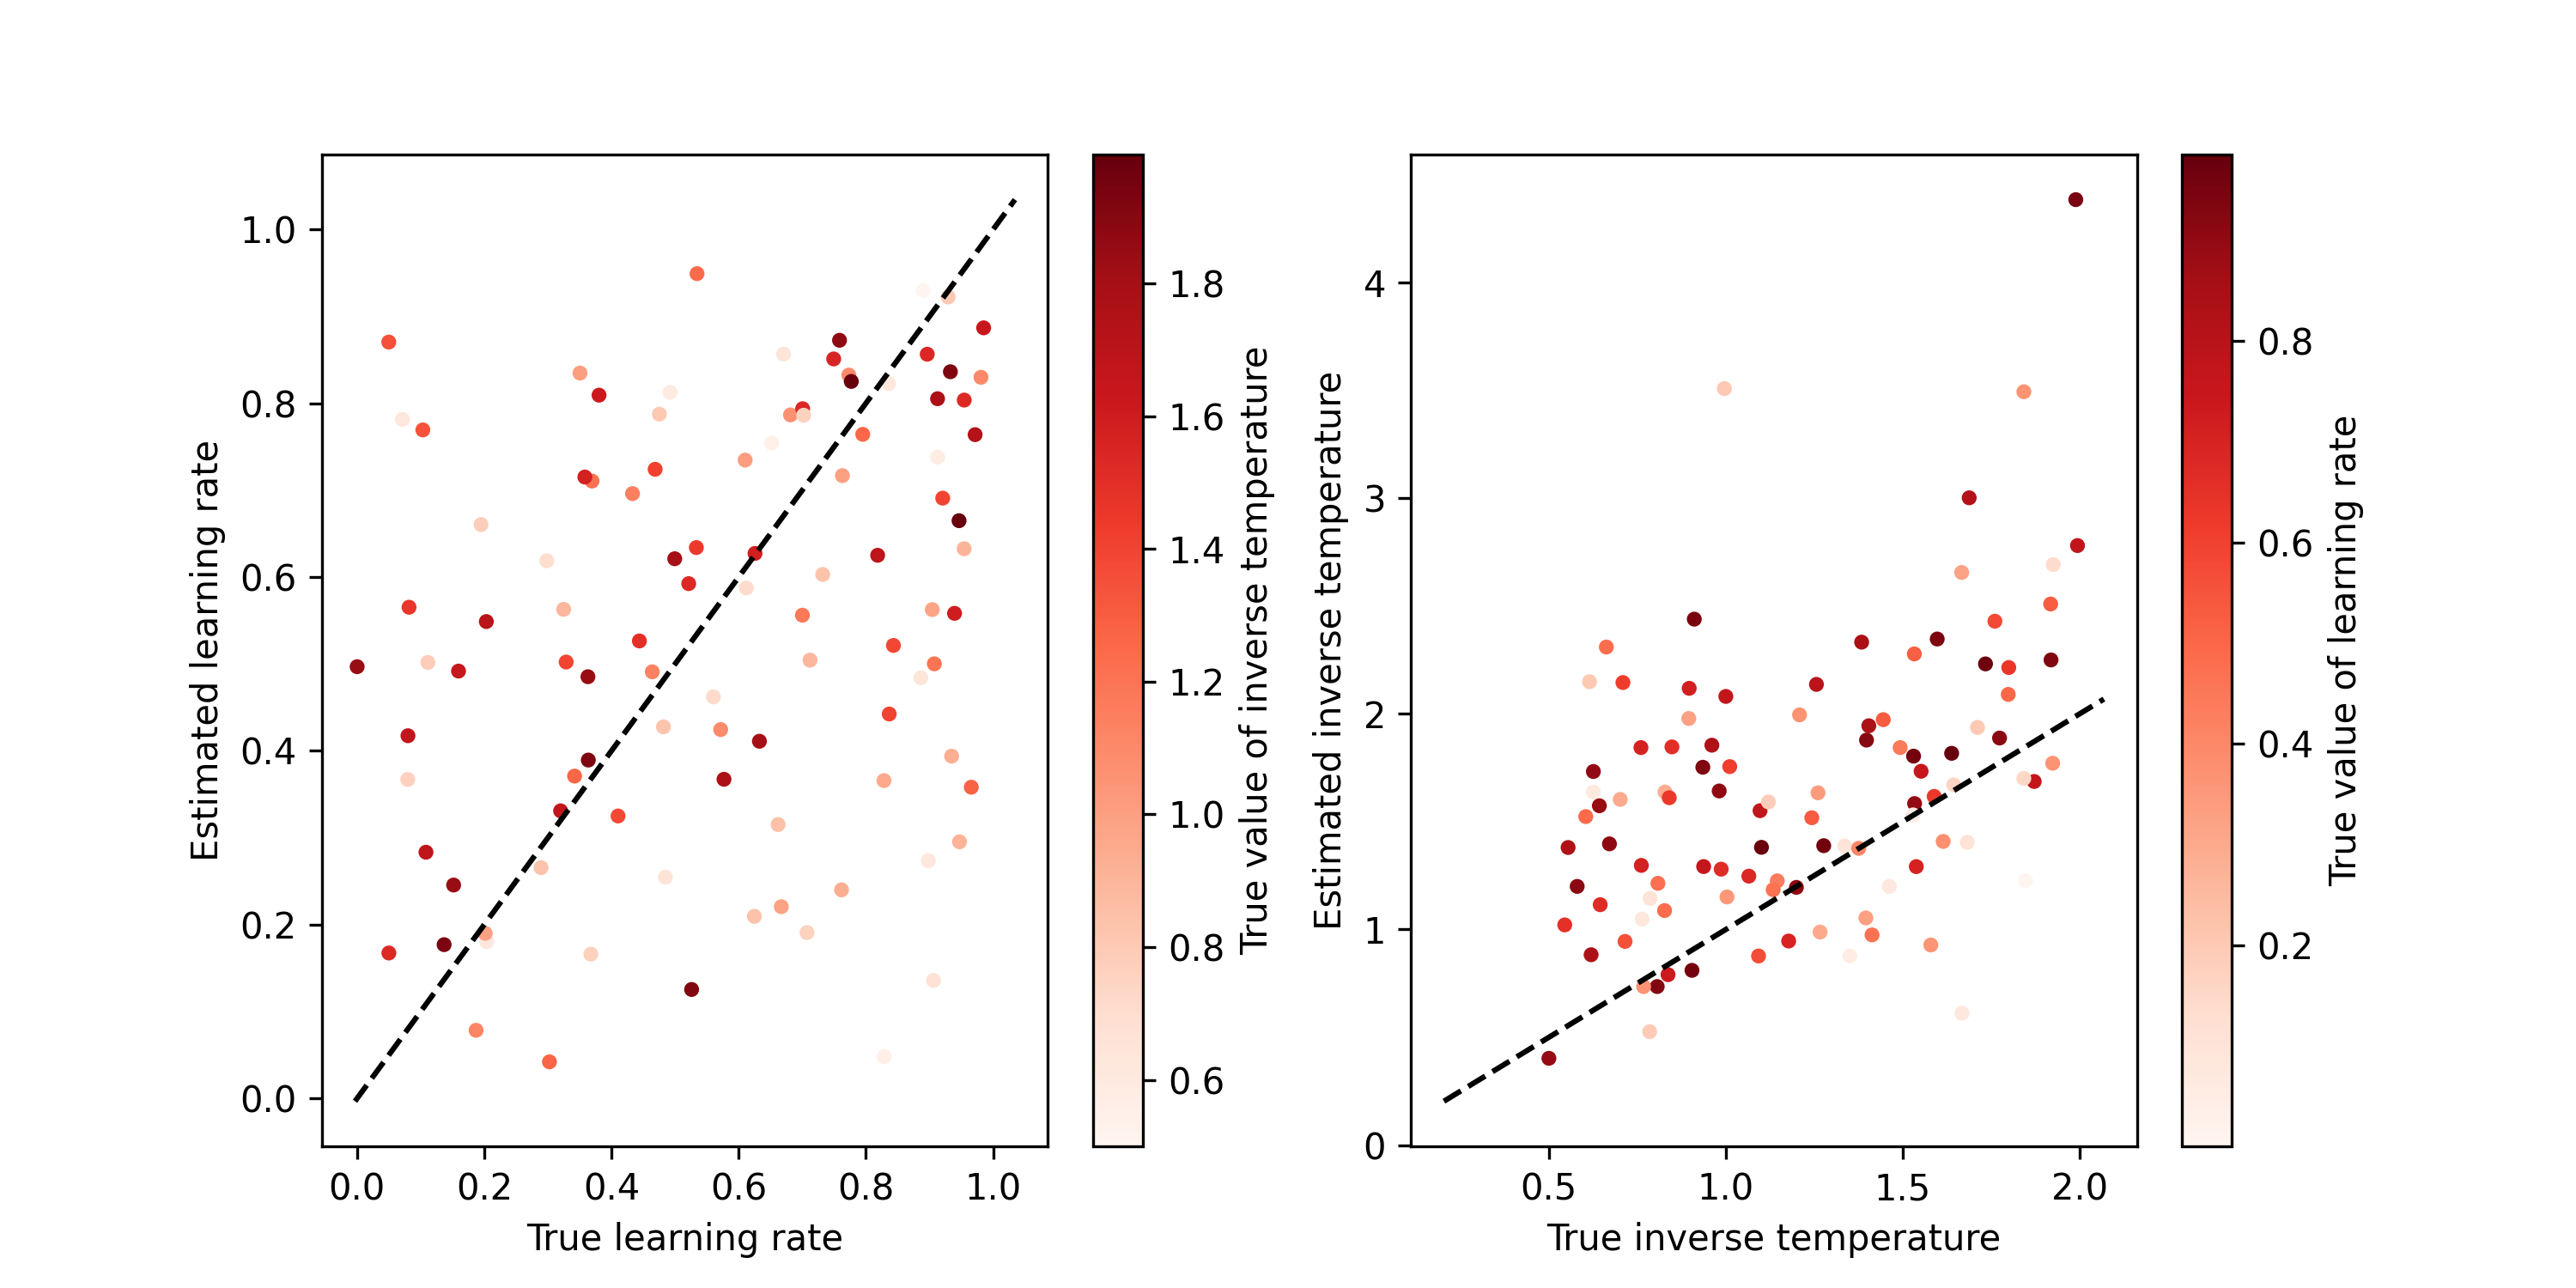 1.0
0.8
0.6
0.4
0.2
0.0
Estimated learning rate
0.0 0.2 0.4 0.6 0.8 1.0
True learning rate
1.8
1.6
1.4
1.2
1.0
0.8
0.6
True value of inverse temperature
4
3
2
1
0
Estimated inverse temperature
0.5 1.0 1.5 2.0
True inverse temperature
0.8
0.6
0.4
0.2
True value of learning rate